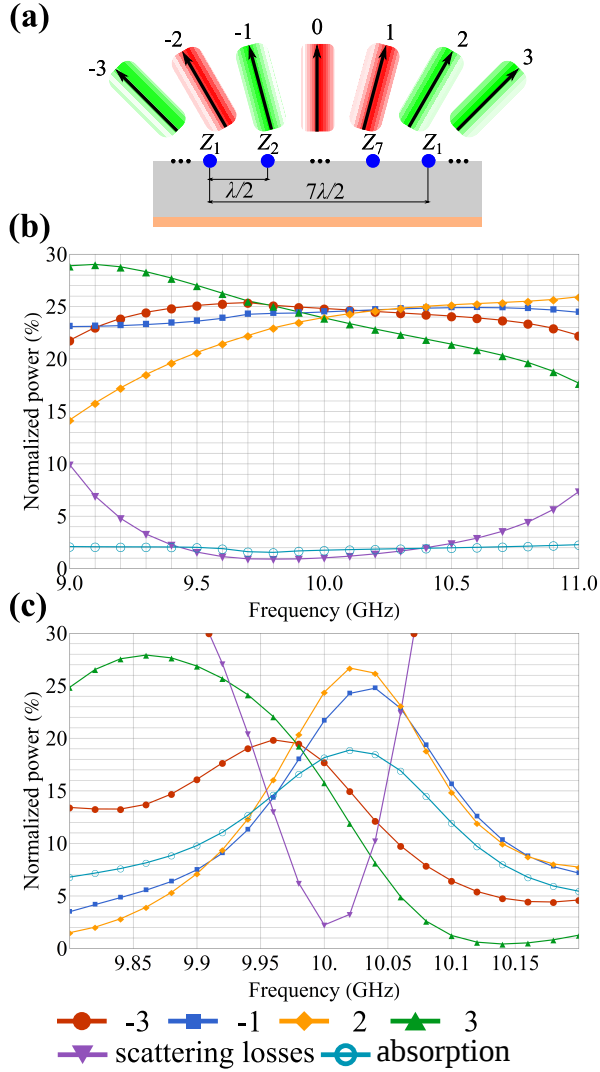 (a)
-3 -2 -1 0 1 2 3
Z1 Z2 Z7 Z1
••• ••• •••
λ/2 7λ/2
(b)
Normalized power (%)
30
25
20
15
10
5
0
9.0 9.5 10.0 10.5 11.0
Frequency (GHz)
(c)
Normalized power (%)
30
25
20
15
10
5
0
9.85 9.9 9.95 10. 10.05 10.1 10.15
Frequency (GHz)
-3 -1 2 3
scattering losses absorption